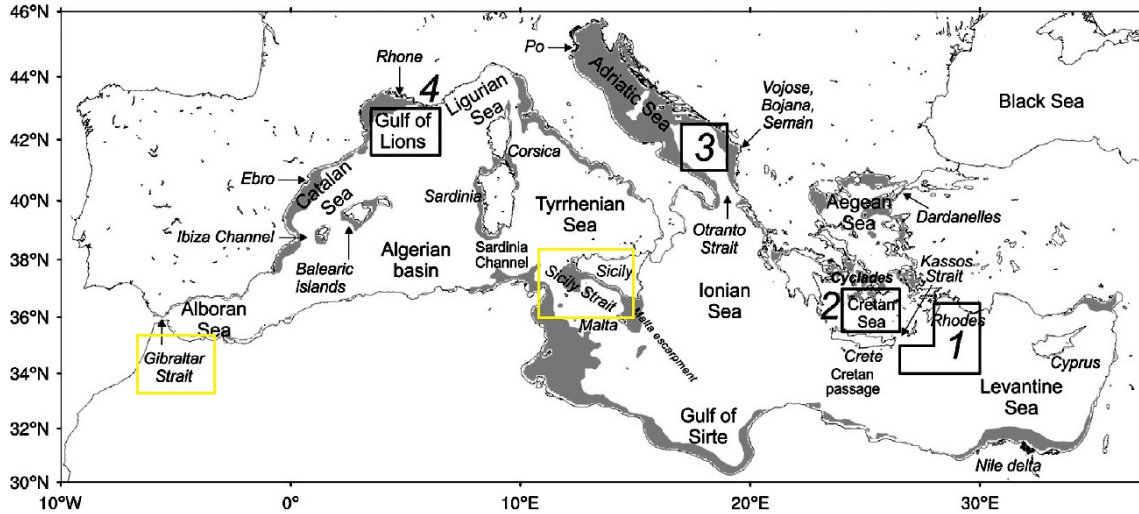 46°N
44°N
42°N
40°N
38°N
36°N
34°N
32°N
30°N
10°W
0°
10°E
20°E
30°E
Po
Rhone
4
Ligurian
Sea
Adriatic Sea
Vojose,
Bojana,
Seman
Black Sea
Gulf of
Lions
3
Corsica
Ebro
Catalan
Sea
Sardinia
Tyrrhenian
Sea
Otranto
Strait
Aegean
Sea
Dardanelles
Ibiza Channel
Balearic
islands
Algerian
basin
Sardinia
Channel
Sicily
Sicily Strait
Kassos
Strait
Cyclades
Ionian
Sea
2
Cretan
Sea
Rhodes
1
Alboran
Sea
Malta
Malta escarpment
Gibraltar
Strait
Crete
Cretan
passage
Cyprus
Levantine
Sea
Gulf of
Sirte
Nile delta